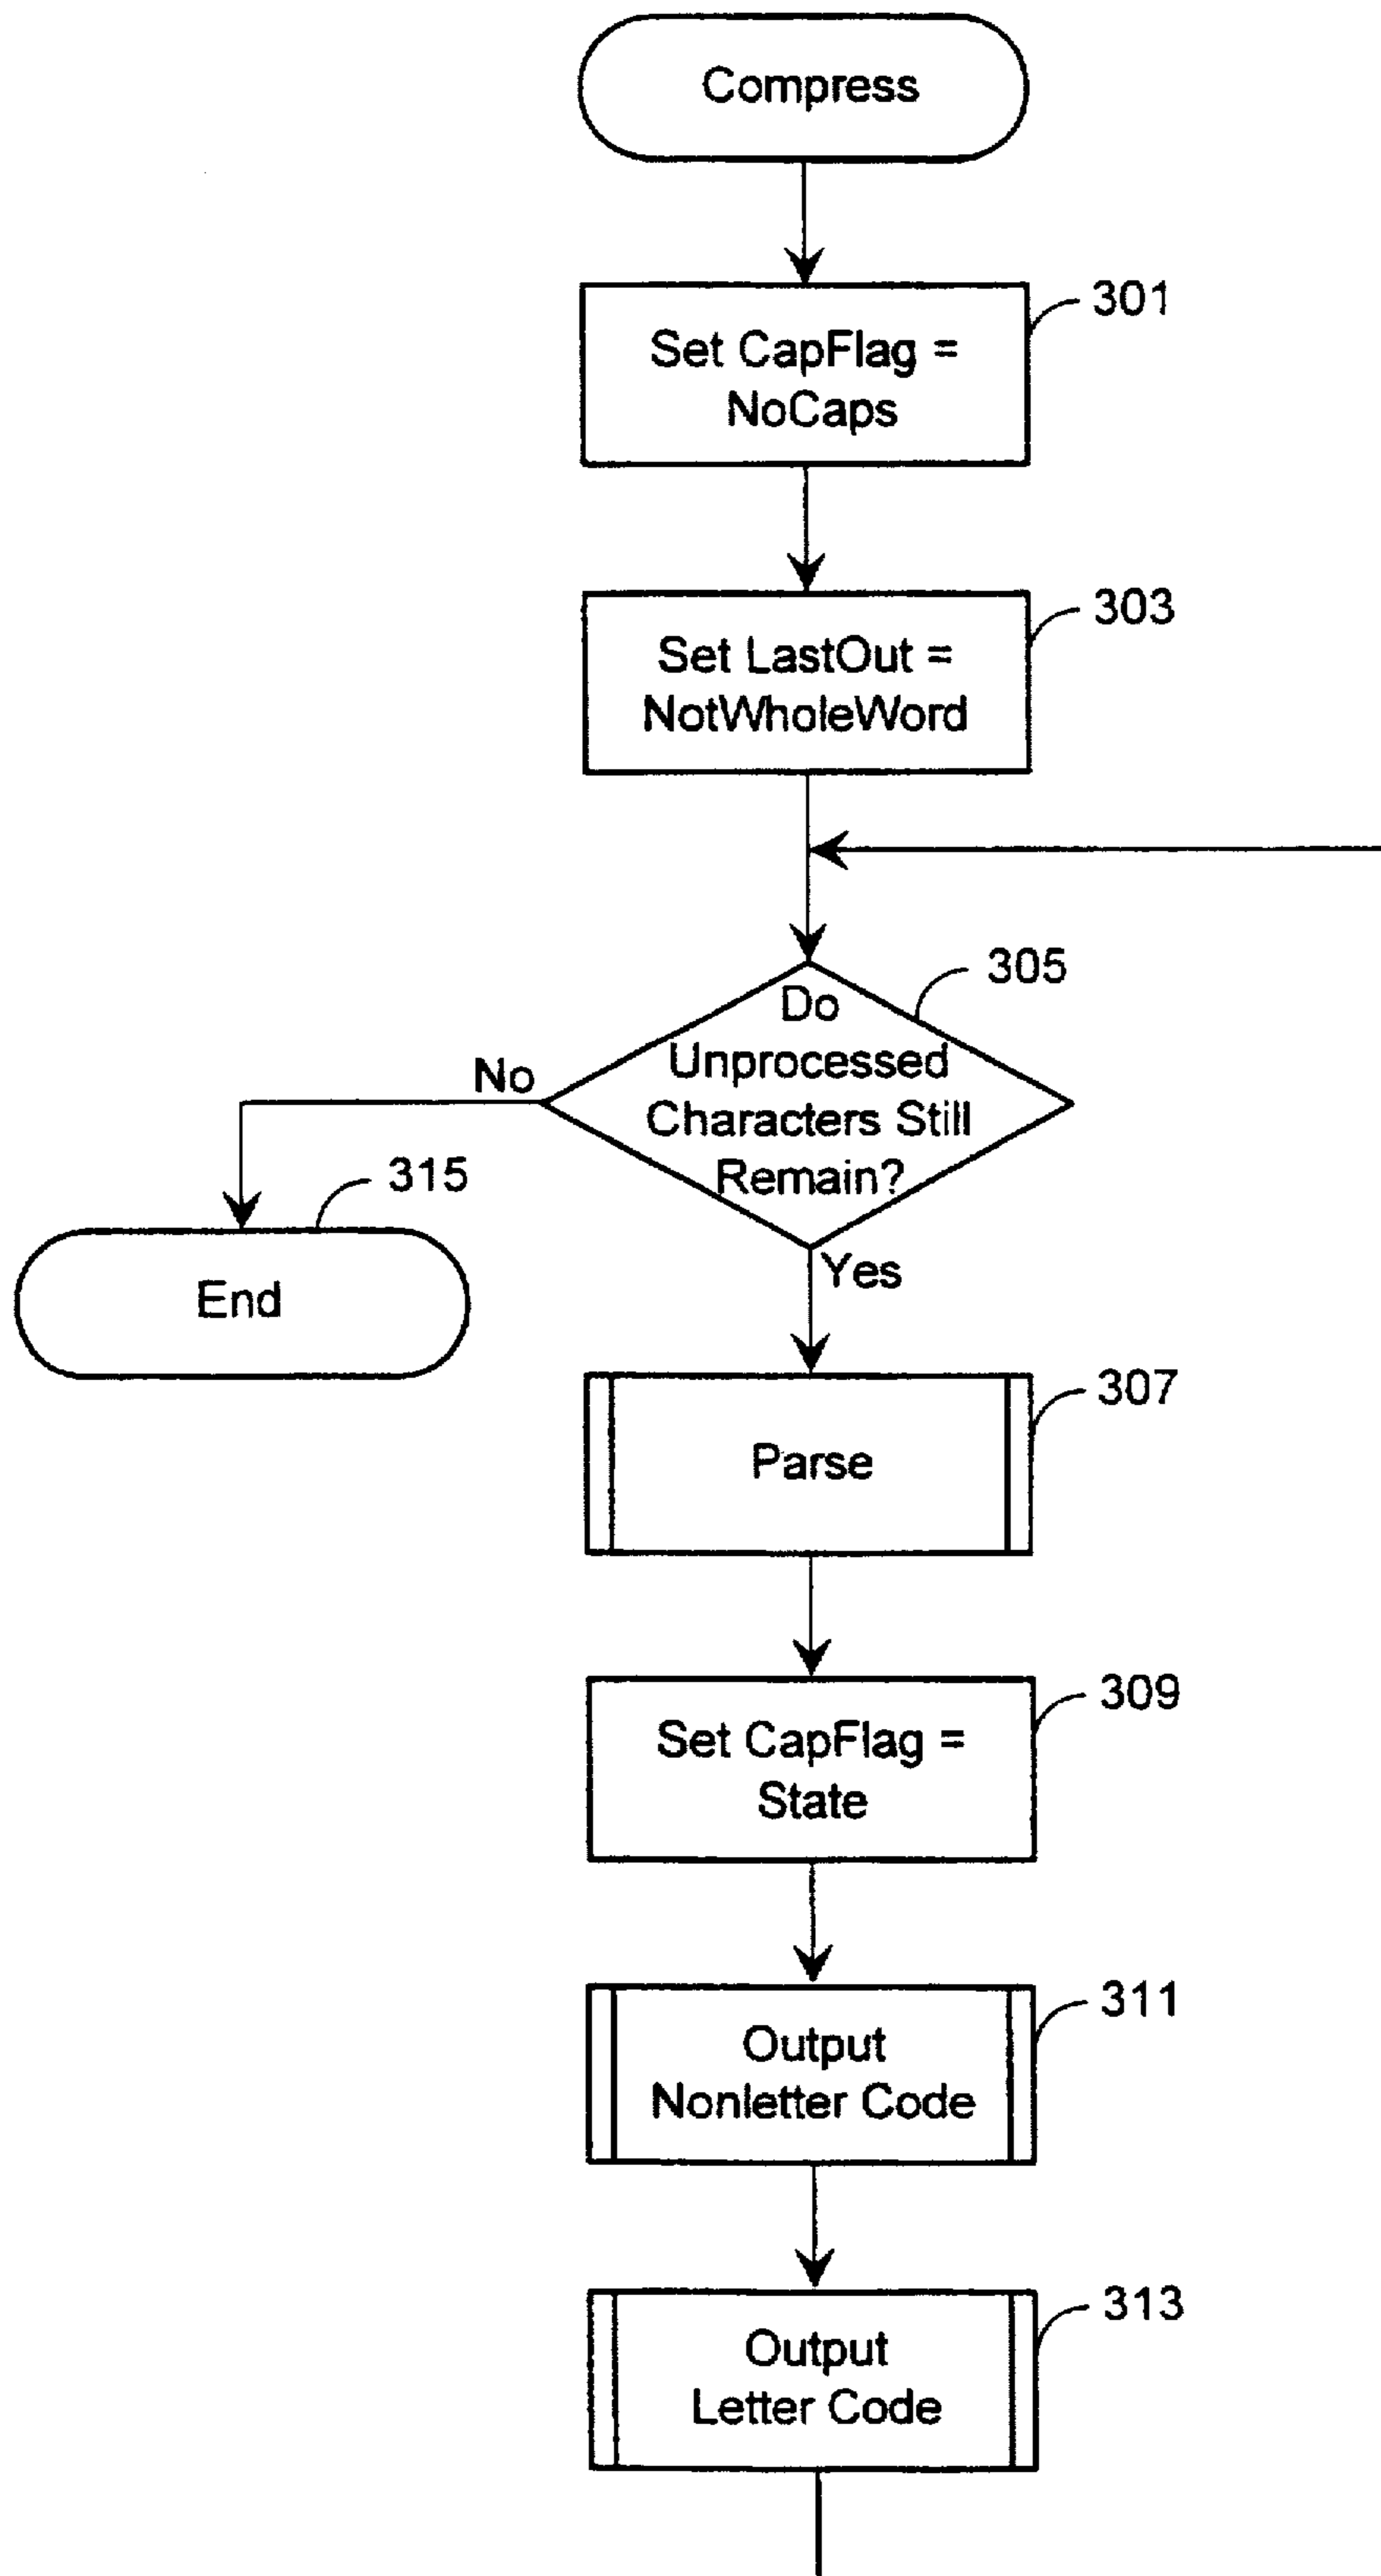 Compress
301
Set CapFlag =
NoCaps
303
Set LastOut =
NotWholeWord
305
Do
Unprocessed
Characters Still
Remain?
No
315
End
Yes
307
Parse
309
Set CapFlag =
State
311
Output
Nonletter Code
313
Output
Letter Code